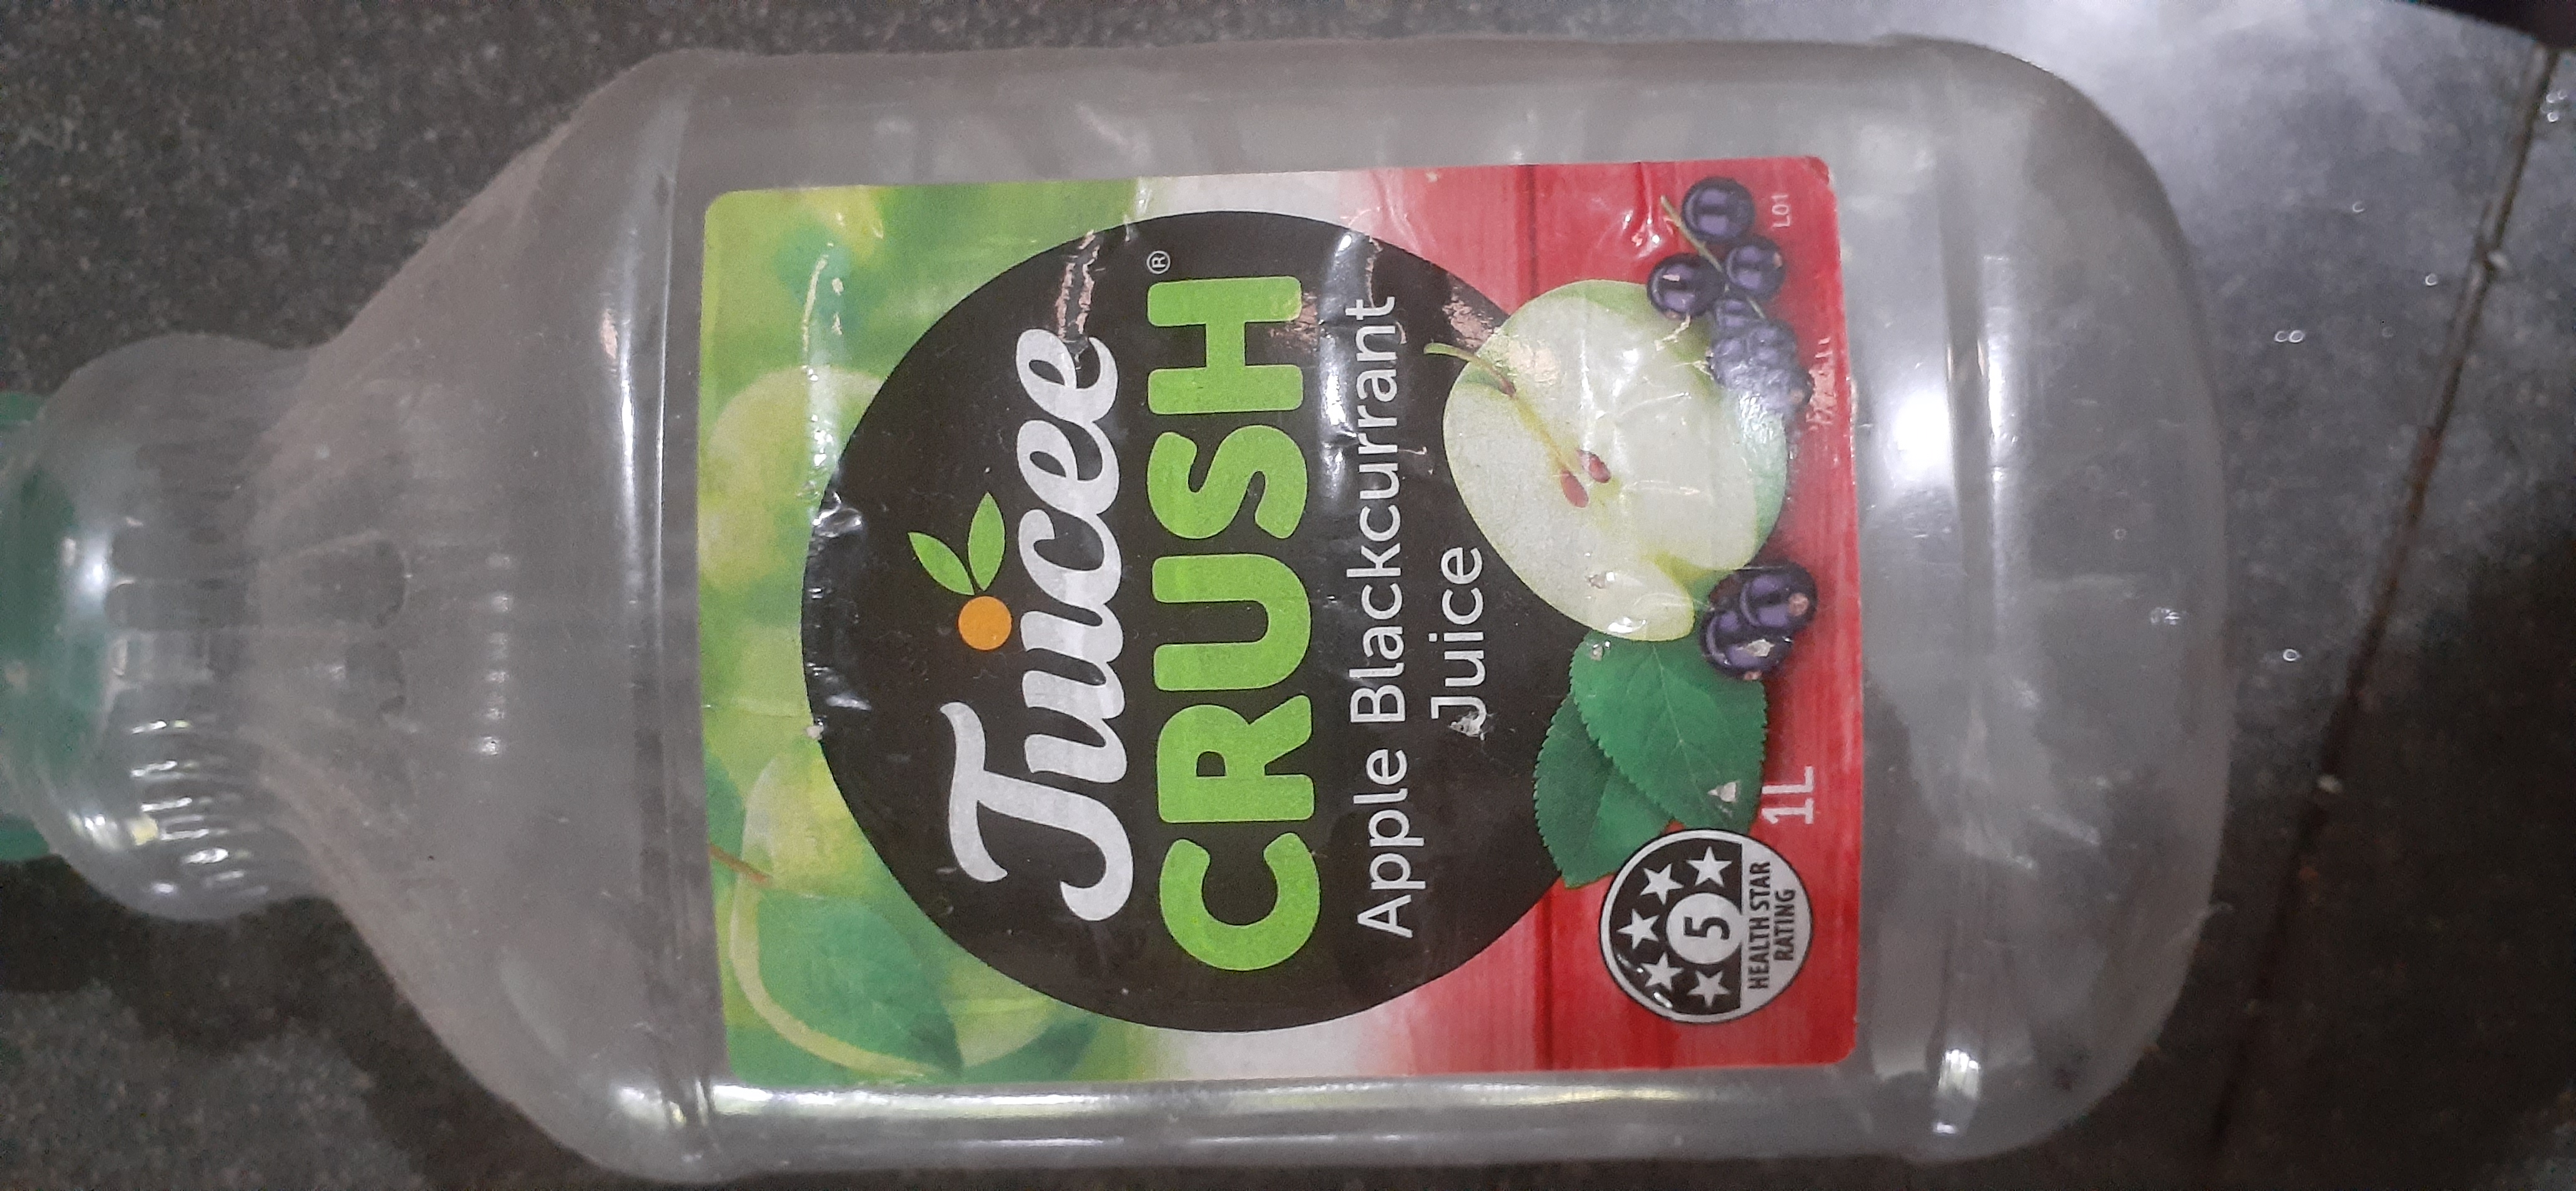 Juicee
CRUSH®
Apple Blackcurrant
Juice
5
HEALTH STAR
RATING
1L
L01